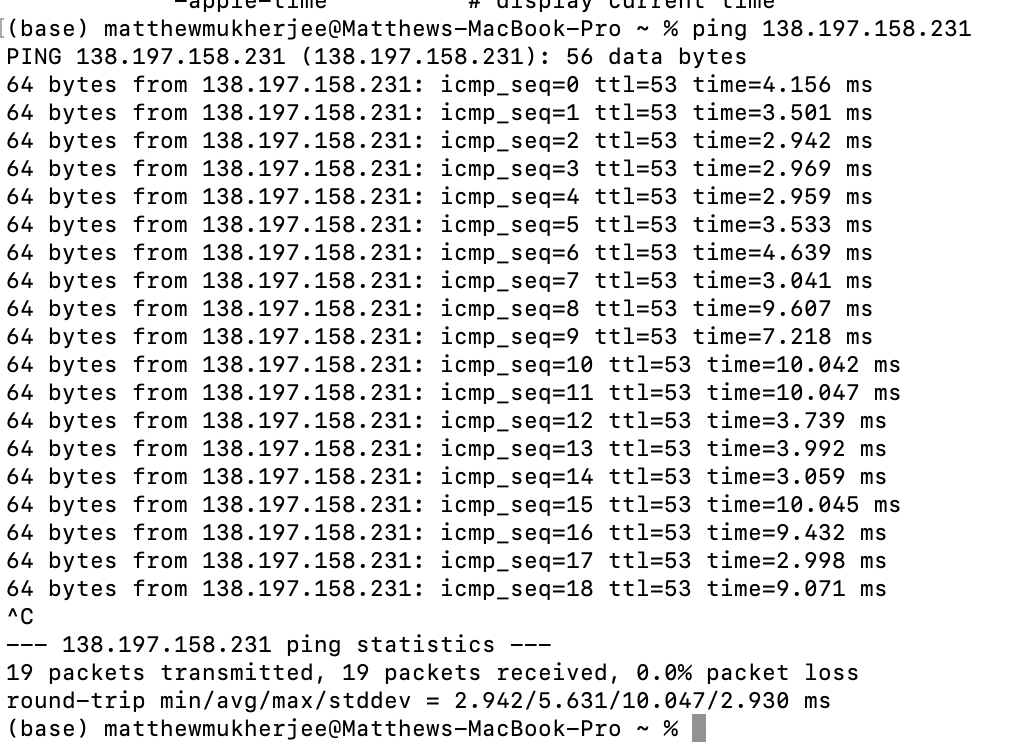 -apple-time # display current time
(base) matthewmukherjee@Matthews-MacBook-Pro ~ % ping 138.197.158.231
PING 138.197.158.231 (138.197.158.231): 56 data bytes
64 bytes from 138.197.158.231: icmp_seq=0 ttl=53 time=4.156 ms
64 bytes from 138.197.158.231: icmp_seq=1 ttl=53 time=3.501 ms
64 bytes from 138.197.158.231: icmp_seq=2 ttl=53 time=2.942 ms
64 bytes from 138.197.158.231: icmp_seq=3 ttl=53 time=2.969 ms
64 bytes from 138.197.158.231: icmp_seq=4 ttl=53 time=2.959 ms
64 bytes from 138.197.158.231: icmp_seq=5 ttl=53 time=3.533 ms
64 bytes from 138.197.158.231: icmp_seq=6 ttl=53 time=4.639 ms
64 bytes from 138.197.158.231: icmp_seq=7 ttl=53 time=3.041 ms
64 bytes from 138.197.158.231: icmp_seq=8 ttl=53 time=9.607 ms
64 bytes from 138.197.158.231: icmp_seq=9 ttl=53 time=7.218 ms
64 bytes from 138.197.158.231: icmp_seq=10 ttl=53 time=10.042 ms
64 bytes from 138.197.158.231: icmp_seq=11 ttl=53 time=10.047 ms
64 bytes from 138.197.158.231: icmp_seq=12 ttl=53 time=3.739 ms
64 bytes from 138.197.158.231: icmp_seq=13 ttl=53 time=3.992 ms
64 bytes from 138.197.158.231: icmp_seq=14 ttl=53 time=3.059 ms
64 bytes from 138.197.158.231: icmp_seq=15 ttl=53 time=10.045 ms
64 bytes from 138.197.158.231: icmp_seq=16 ttl=53 time=9.432 ms
64 bytes from 138.197.158.231: icmp_seq=17 ttl=53 time=2.998 ms
64 bytes from 138.197.158.231: icmp_seq=18 ttl=53 time=9.071 ms
^C
--- 138.197.158.231 ping statistics ---
19 packets transmitted, 19 packets received, 0.0% packet loss
round-trip min/avg/max/stddev = 2.942/5.631/10.047/2.930 ms
(base) matthewmukherjee@Matthews-MacBook-Pro ~ %